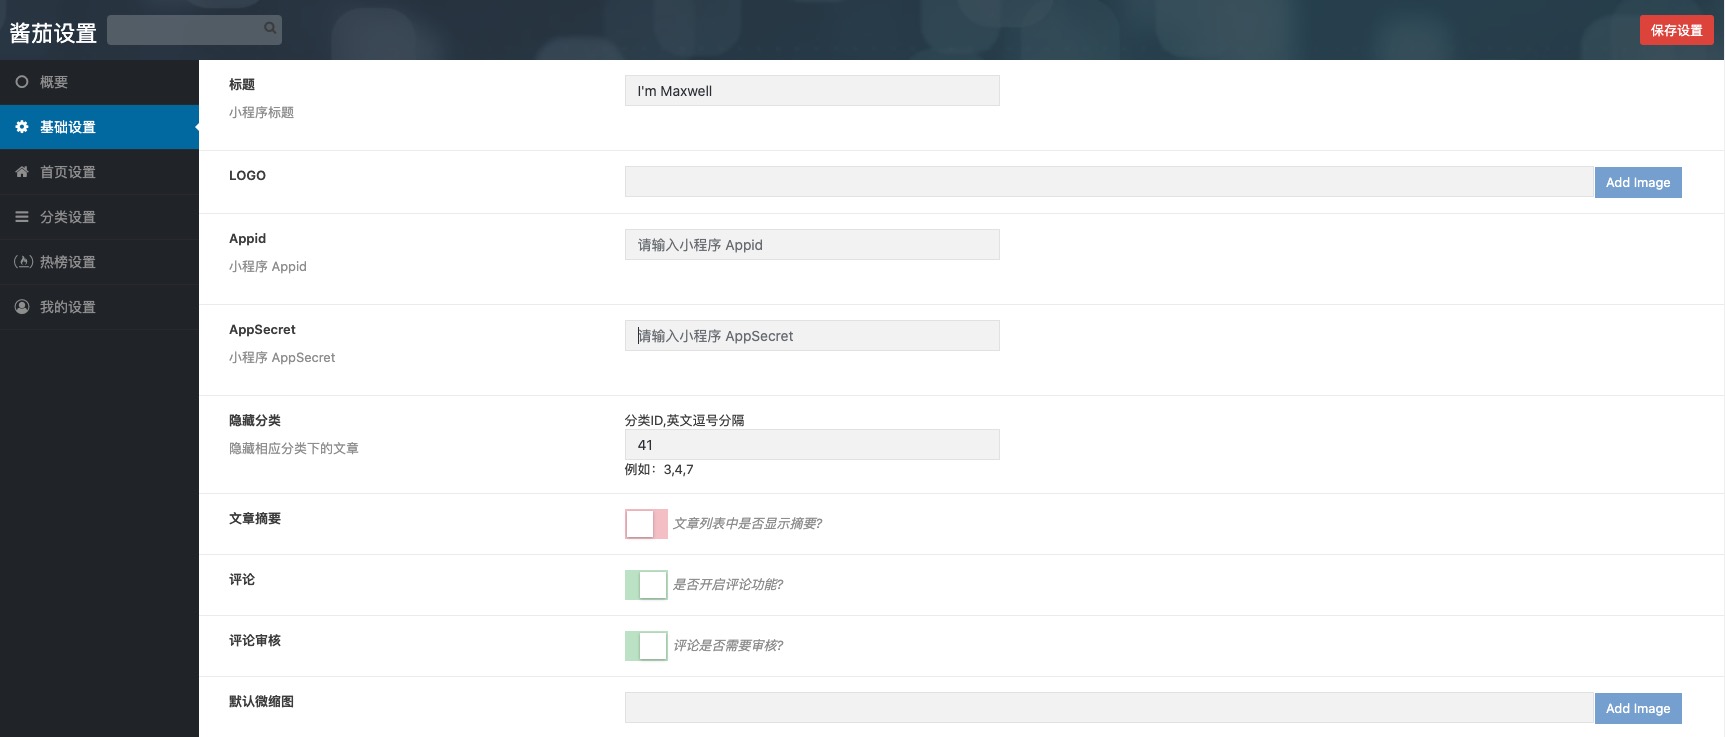 酱茄设置
保存设置
概要
基础设置
首页设置
分类设置
热榜设置
我的设置
标题
小程序标题
I'm Maxwell
LOGO
Add Image
Appid
小程序 Appid
请输入小程序 Appid
AppSecret
小程序 AppSecret
请输入小程序 AppSecret
隐藏分类
隐藏相应分类下的文章
分类ID,英文逗号分隔
41
例如：3,4,7
文章摘要
文章列表中是否显示摘要?
评论
是否开启评论功能?
评论审核
评论是否需要审核?
默认微缩图
Add Image